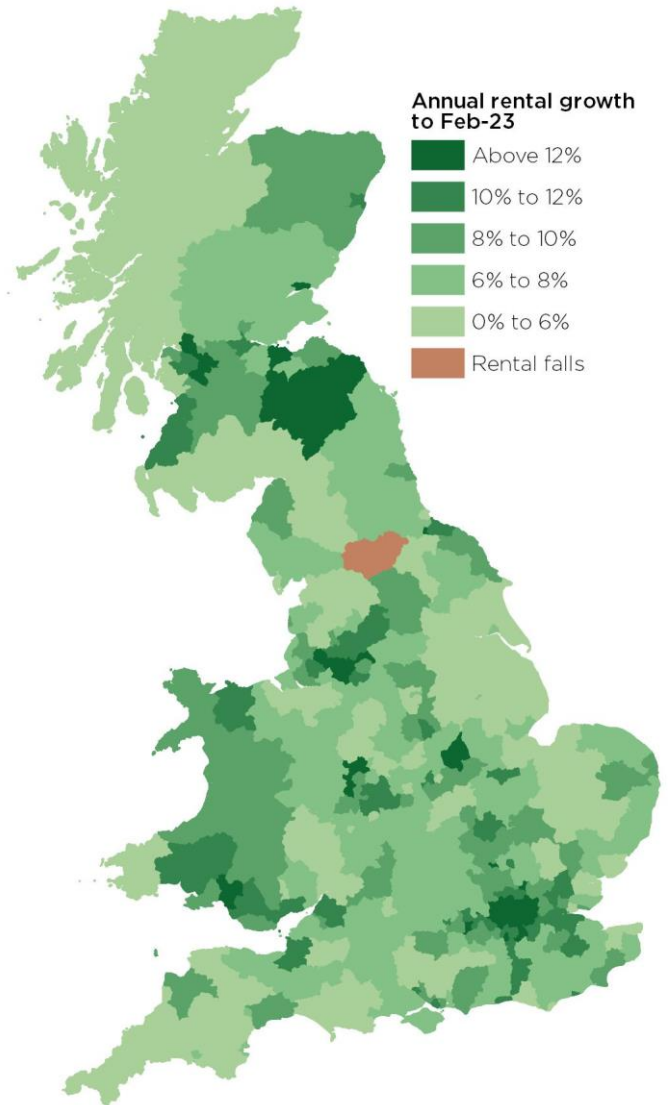 Annual rental growth
to Feb-23
Above 12%
10% to 12%
8% to 10%
6% to 8%
0% to 6%
Rental falls